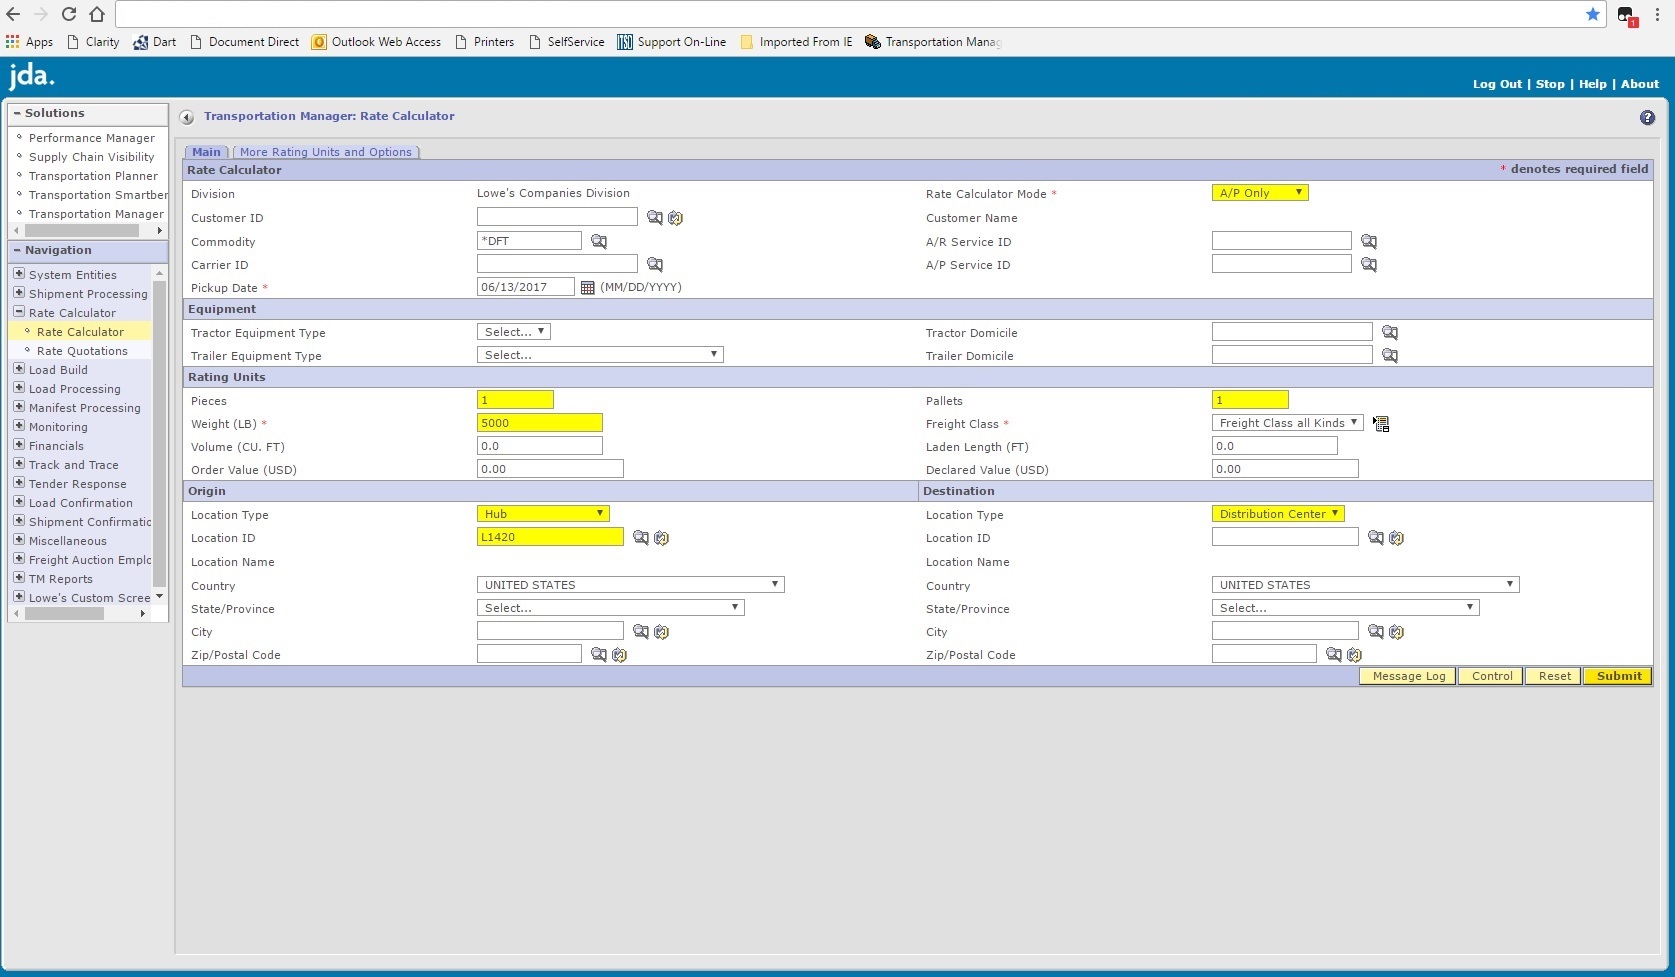 Apps Clarity Dart Document Direct Outlook Web Access Printers SelfService Support On-Line Imported From IE Transportation Manag
1
jda.
Log Out | Stop | Help | About
Solutions
Performance Manager
Supply Chain Visibility
Transportation Planner
Transportation Smartber
Transportation Manager
Navigation
System Entities
Shipment Processing
Rate Calculator
Rate Calculator
Rate Quotations
Load Build
Load Processing
Manifest Processing
Monitoring
Financials
Track and Trace
Tender Response
Load Confirmation
Shipment Confirmatic
Miscellaneous
Freight Auction Emplc
TM Reports
Lowe's Custom Scree
Transportation Manager: Rate Calculator
Main More Rating Units and Options
Rate Calculator * denotes required field
Division Lowe's Companies Division Rate Calculator Mode * A/P Only
Customer ID Customer Name
Commodity *DFT A/R Service ID
Carrier ID A/P Service ID
Pickup Date * 06/13/2017 (MM/DD/YYYY)
Equipment
Tractor Equipment Type Select... Tractor Domicile
Trailer Equipment Type Select... Trailer Domicile
Rating Units
Pieces 1 Pallets 1
Weight (LB) * 5000 Freight Class * Freight Class all Kinds
Volume (CU. FT) 0.0 Laden Length (FT) 0.0
Order Value (USD) 0.00 Declared Value (USD) 0.00
Origin Destination
Location Type Hub Location Type Distribution Center
Location ID L1420 Location ID
Location Name Location Name
Country UNITED STATES Country UNITED STATES
State/Province Select... State/Province Select...
City City
Zip/Postal Code Zip/Postal Code
Message Log Control Reset Submit